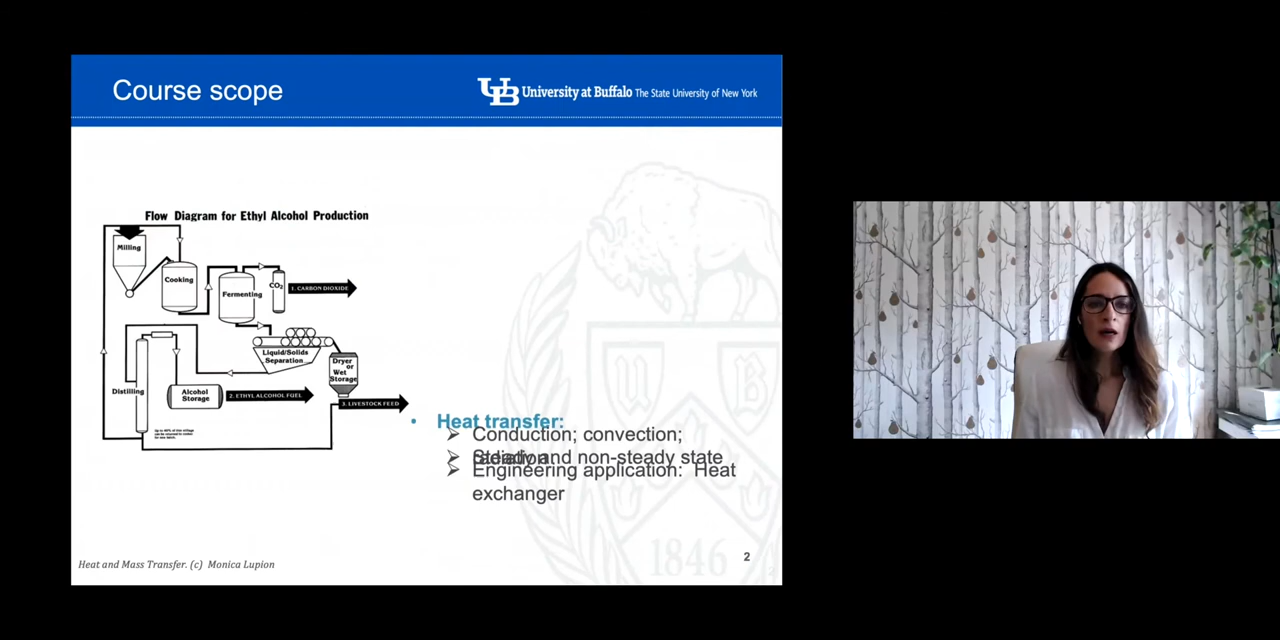 Course scope
UB University at Buffalo The State University of New York
Flow Diagram for Ethyl Alcohol Production
Milling
Cooking
Fermenting
CO2
1. CARBON DIOXIDE
Liquid/Solids
Separation
Dryer
or
Wet
Storage
Distilling
Alcohol
Storage
2. ETHYL ALCOHOL FUEL
3. LIVESTOCK FEED
• Heat transfer:
➢ Conduction; convection;
radiation
➢ Steady and non-steady state
➢ Engineering application: Heat
exchanger
1846
Heat and Mass Transfer. (c) Monica Lupion
2